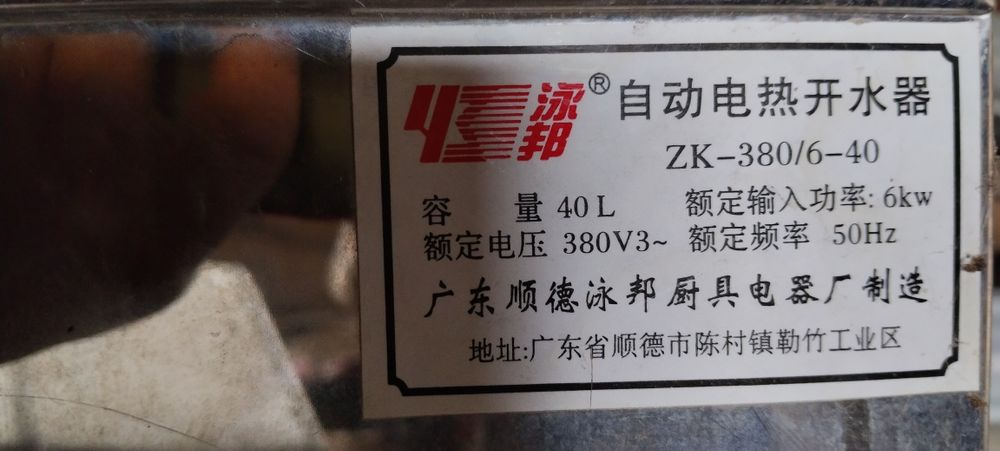 泳邦® 自动电热开水器
ZK-380/6-40
容 量 40L 额定输入功率: 6kw
额定电压 380V3~ 额定频率 50Hz
广东顺德泳邦厨具电器厂制造
地址:广东省顺德市陈村镇勒竹工业区